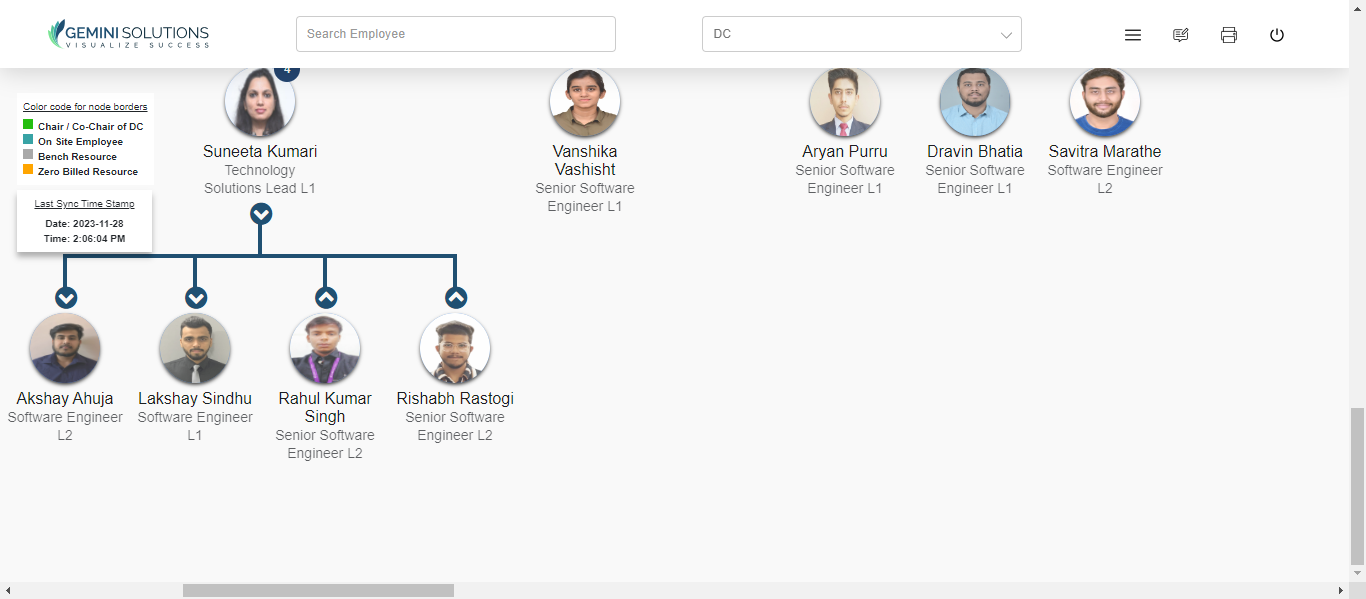 GEMINI SOLUTIONS
VISUALIZE SUCCESS
Search Employee
DC
4
Color code for node borders
Chair / Co-Chair of DC
On Site Employee
Bench Resource
Zero Billed Resource
Last Sync Time Stamp
Date: 2023-11-28
Time: 2:06:04 PM
Suneeta Kumari
Technology
Solutions Lead L1
Vanshika
Vashisht
Senior Software
Engineer L1
Aryan Purru
Senior Software
Engineer L1
Dravin Bhatia
Senior Software
Engineer L1
Savitra Marathe
Software Engineer
L2
Akshay Ahuja
Software Engineer
L2
Lakshay Sindhu
Software Engineer
L1
Rahul Kumar
Singh
Senior Software
Engineer L2
Rishabh Rastogi
Senior Software
Engineer L2